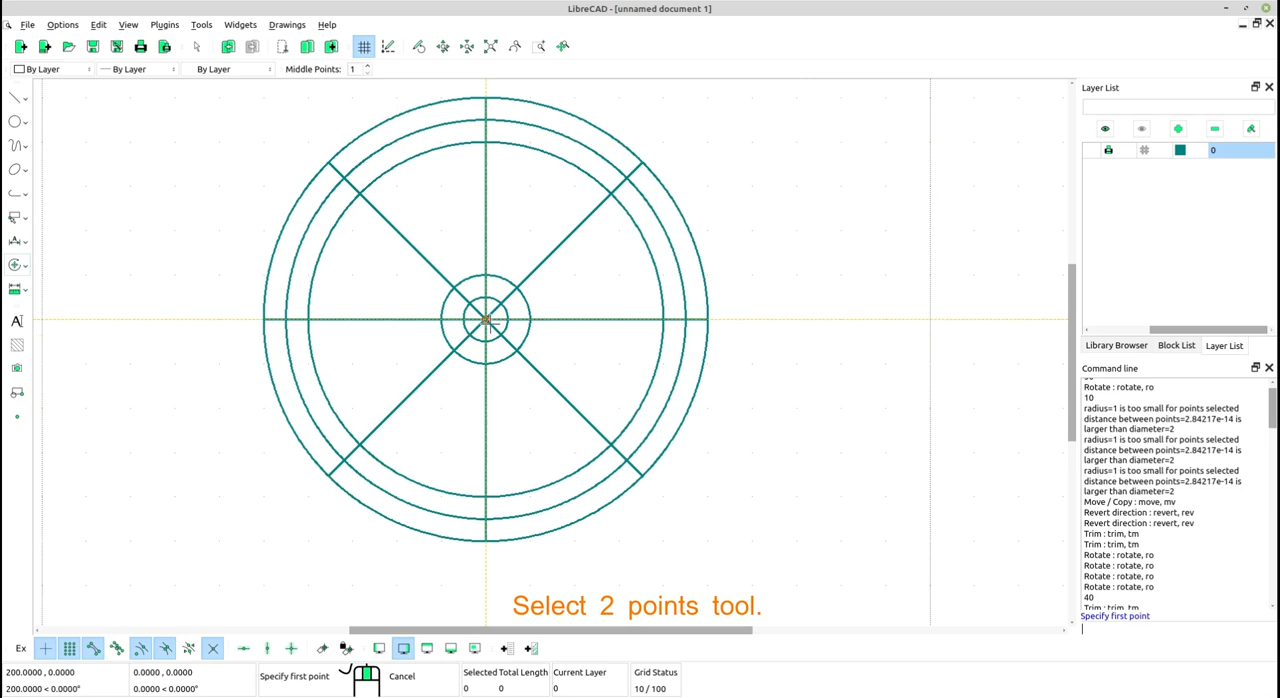 LibreCAD - [unnamed document 1]
File Options Edit View Plugins Tools Widgets Drawings Help
By Layer By Layer By Layer Middle Points: 1
Layer List
0
Library Browser Block List Layer List
Command line
Rotate : rotate, ro
10
radius=1 is too small for points selected
distance between points=2.84217e-14 is
larger than diameter=2
radius=1 is too small for points selected
distance between points=2.84217e-14 is
larger than diameter=2
radius=1 is too small for points selected
distance between points=2.84217e-14 is
larger than diameter=2
Move / Copy : move, mv
Revert direction : revert, rev
Revert direction : revert, rev
Trim : trim, tm
Trim : trim, tm
Rotate : rotate, ro
Rotate : rotate, ro
Rotate : rotate, ro
Rotate : rotate, ro
40
Trim : trim, tm
Specify first point
Select 2 points tool.
Ex
200.0000 , 0.0000
200.0000 < 0.0000°
0.0000 , 0.0000
0.0000 < 0.0000°
Specify first point
Cancel
Selected Total Length
0 0
Current Layer
0
Grid Status
10 / 100